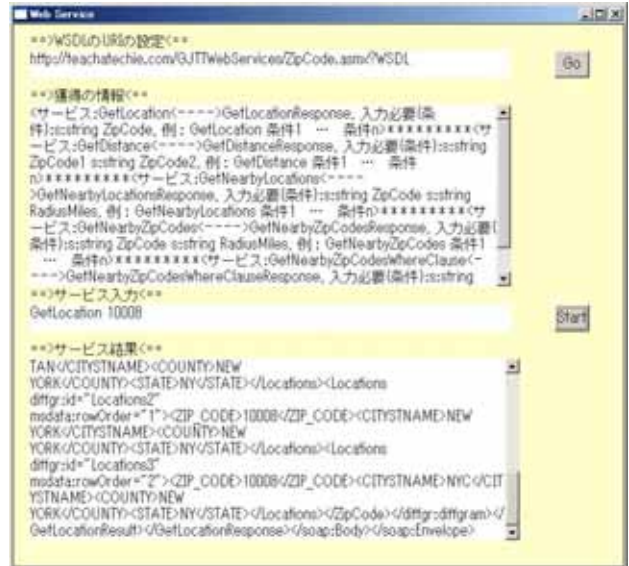 Web Service
==>WSDLのURIの設定<==
http://teachatechie.com/GJTTWebServices/ZipCode.asmx?WSDL
Go
==>獲得の情報<==
<サービス:GetLocation<---->GetLocationResponse, 入力必要(条
件):s:string ZipCode, 例 : GetLocation 条件1 … 条件n>*********<サ
ービス:GetDistance<---->GetDistanceResponse, 入力必要(条件):s:string
ZipCode1 s:string ZipCode2, 例 : GetDistance 条件1 … 条件
n>*********<サービス:GetNearbyLocations<----
>GetNearbyLocationsResponse, 入力必要(条件):s:string ZipCode s:string
RadiusMiles, 例 : GetNearbyLocations 条件1 … 条件n>*********<サ
ービス:GetNearbyZipCodes<---->GetNearbyZipCodesResponse, 入力必要(
条件):s:string ZipCode s:string RadiusMiles, 例 : GetNearbyZipCodes 条件1
… 条件n>*********<サービス:GetNearbyZipCodesWhereClause<-
--->GetNearbyZipCodesWhereClauseResponse, 入力必要(条件):s:string
==>サービス入力<==
GetLocation 10008
Start
==>サービス結果<==
TAN</CITYSTNAME><COUNTY>NEW
YORK</COUNTY><STATE>NY</STATE></Locations><Locations
diffgr:id="Locations2"
msdata:rowOrder="1"><ZIP_CODE>10008</ZIP_CODE><CITYSTNAME>NEW
YORK</CITYSTNAME><COUNTY>NEW
YORK</COUNTY><STATE>NY</STATE></Locations><Locations
diffgr:id="Locations3"
msdata:rowOrder="2"><ZIP_CODE>10008</ZIP_CODE><CITYSTNAME>NYC</CIT
YSTNAME><COUNTY>NEW
YORK</COUNTY><STATE>NY</STATE></Locations></ZipCode></diffgr:diffgram></
GetLocationResult></GetLocationResponse></soap:Body></soap:Envelope>